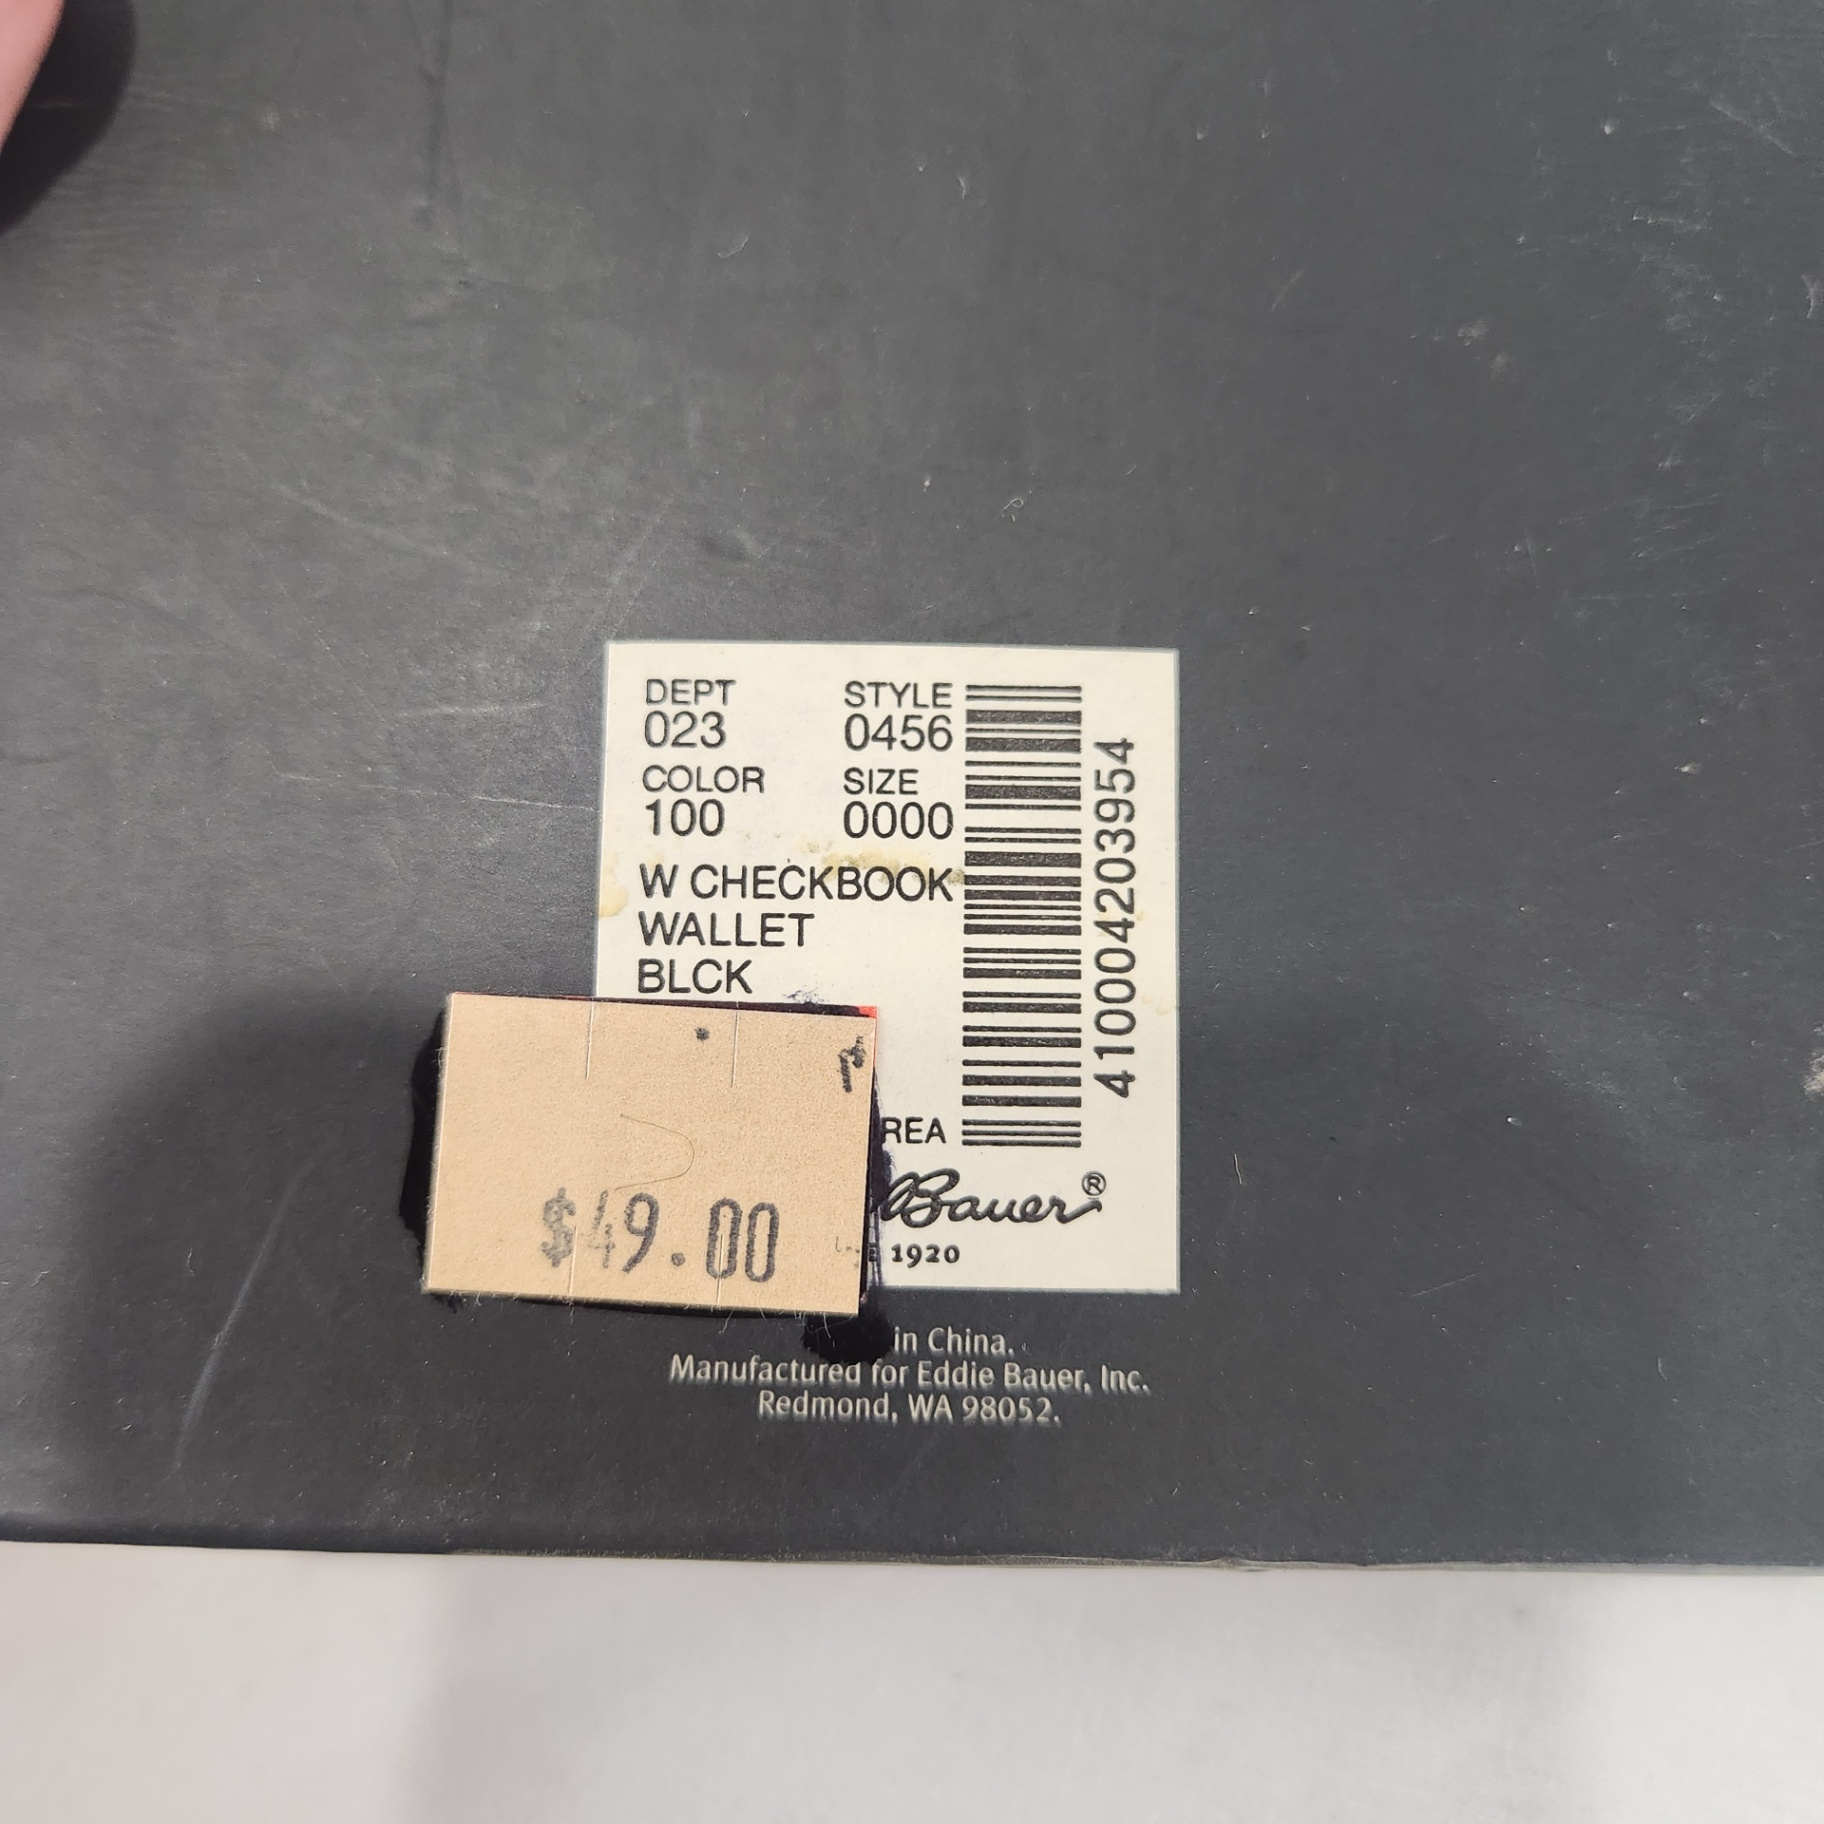 DEPT STYLE
023 0456
COLOR SIZE
100 0000
W CHECKBOOK
WALLET
BLCK
410004203954
REA
Bauer®
E 1920
$49.00
in China.
Manufactured for Eddie Bauer, Inc.
Redmond, WA 98052.